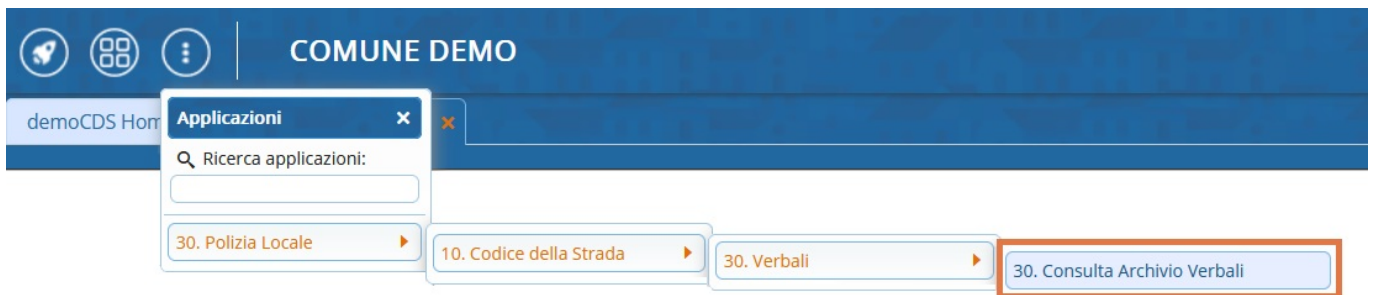 COMUNE DEMO
demoCDS Hom
Applicazioni
Ricerca applicazioni:
30. Polizia Locale
10. Codice della Strada
30. Verbali
30. Consulta Archivio Verbali